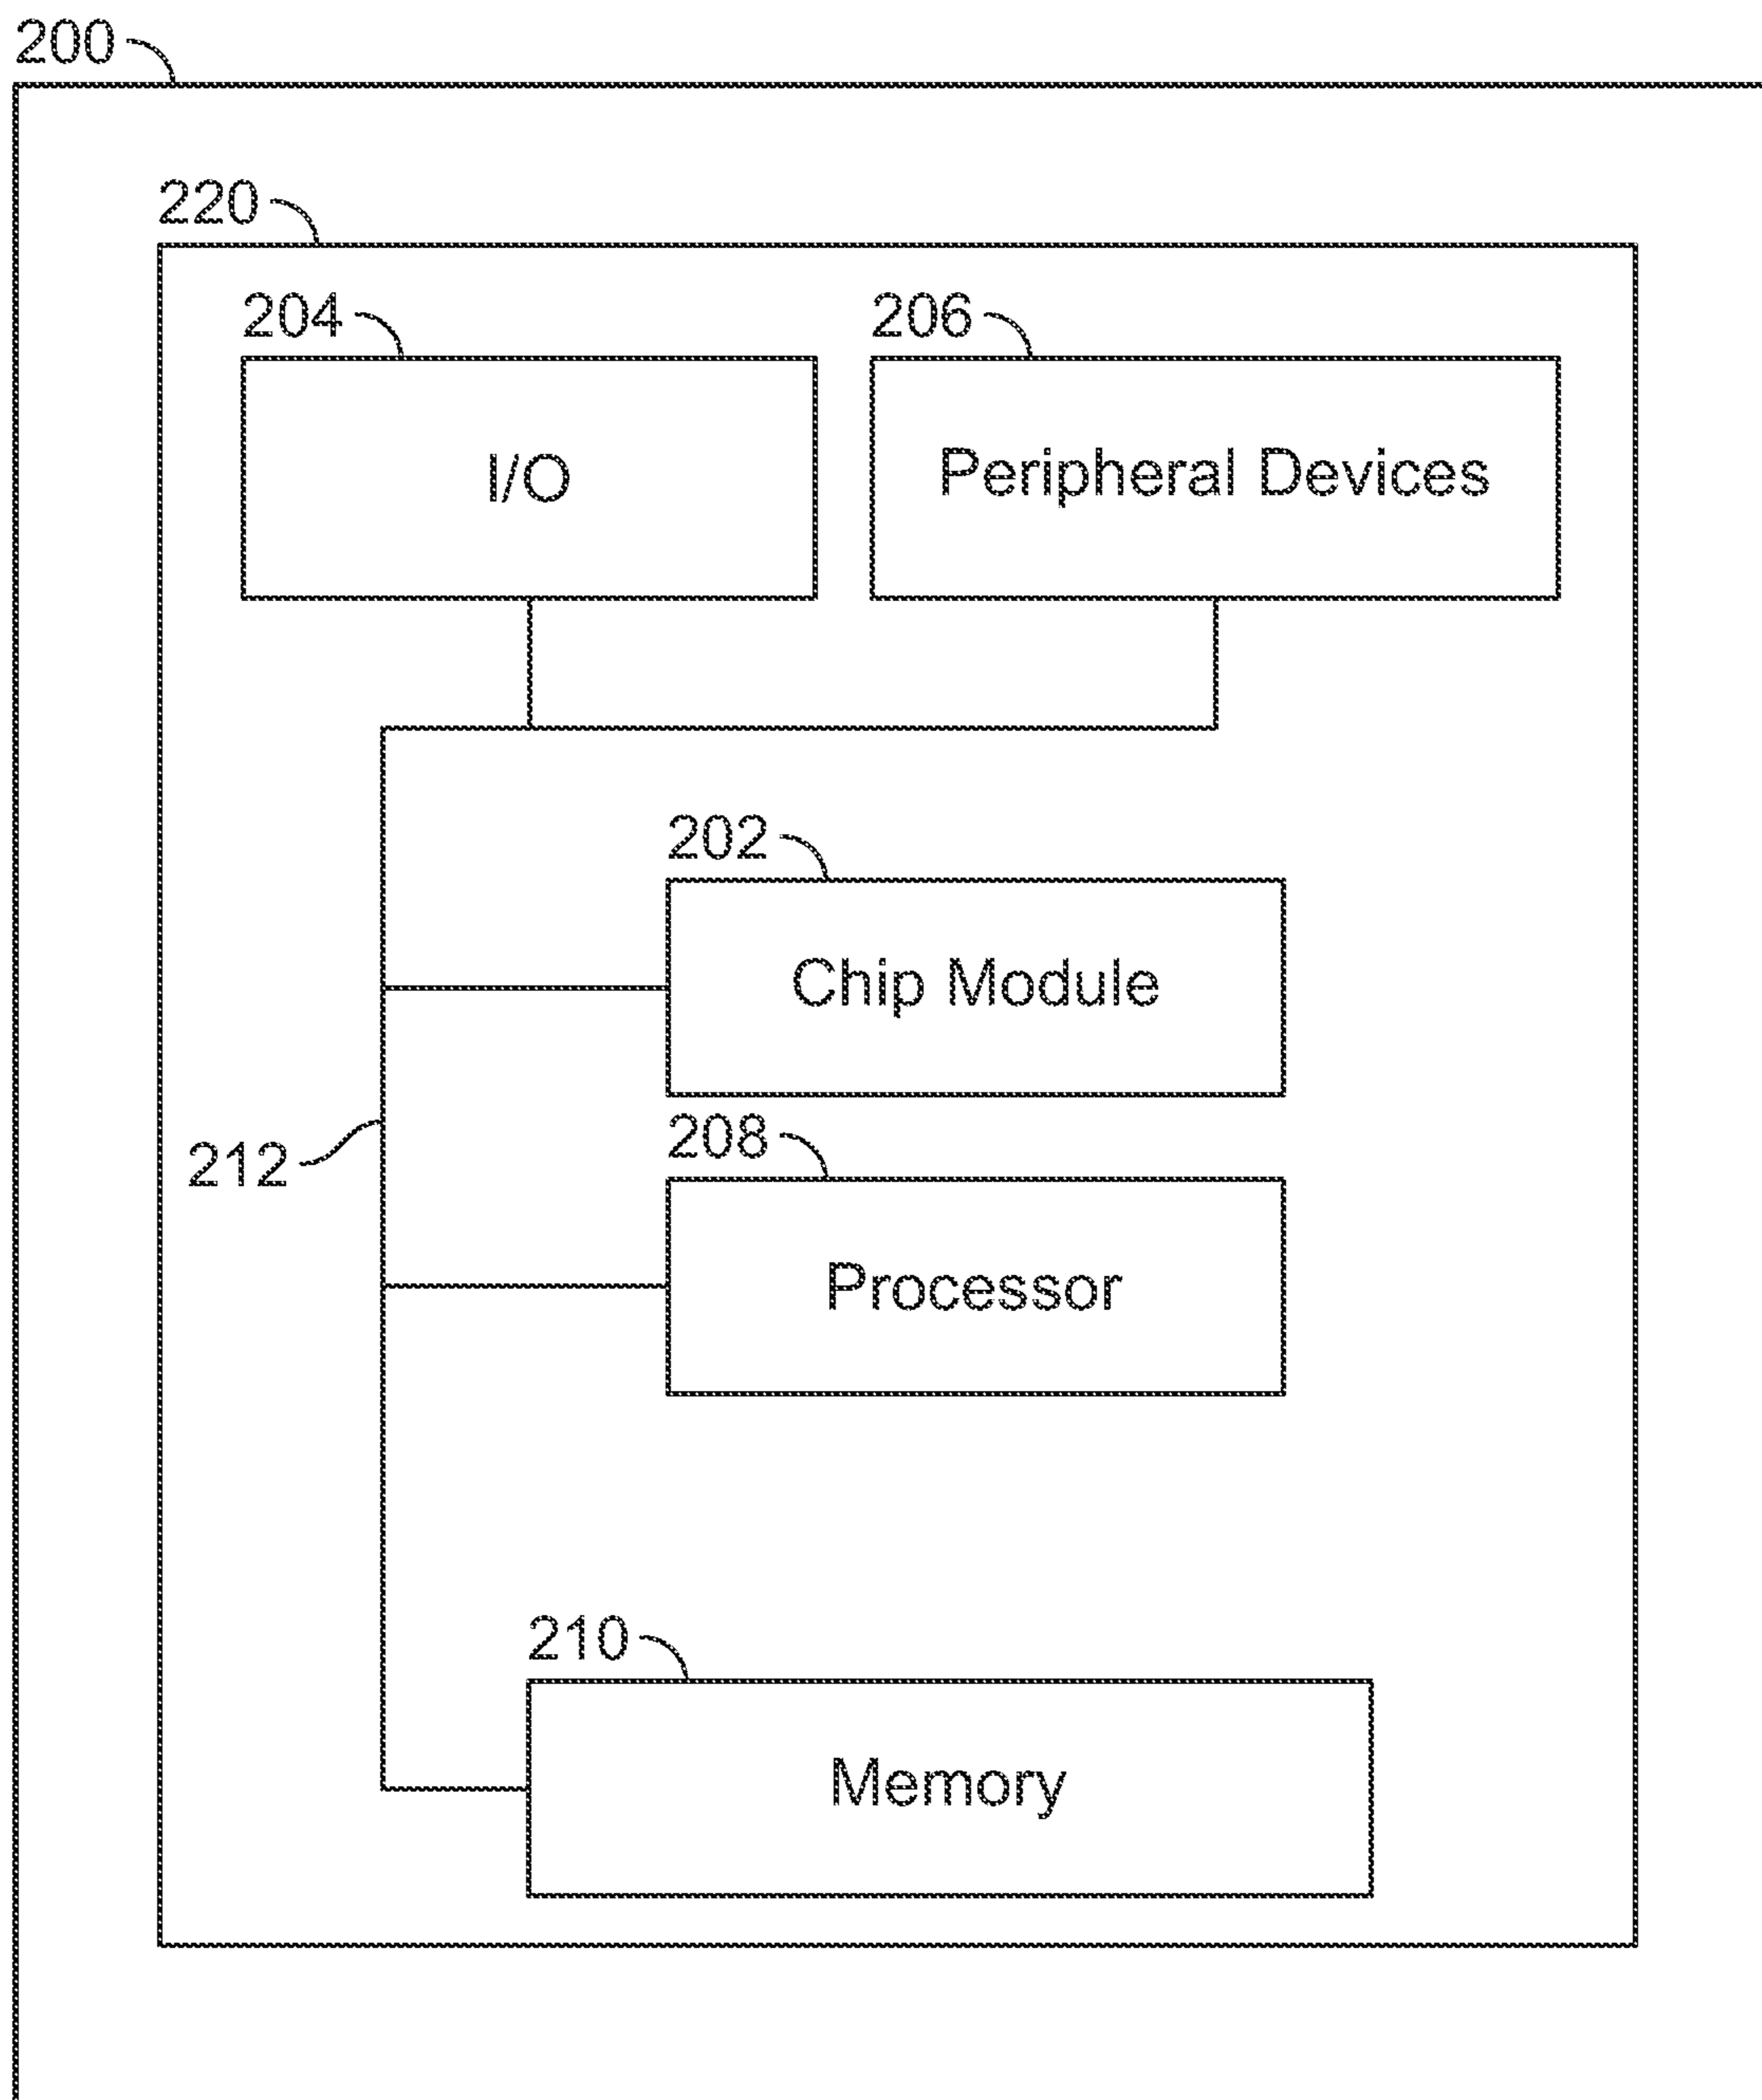 200
220
204
206
I/O
Peripheral Devices
202
Chip Module
212
208
Processor
210
Memory